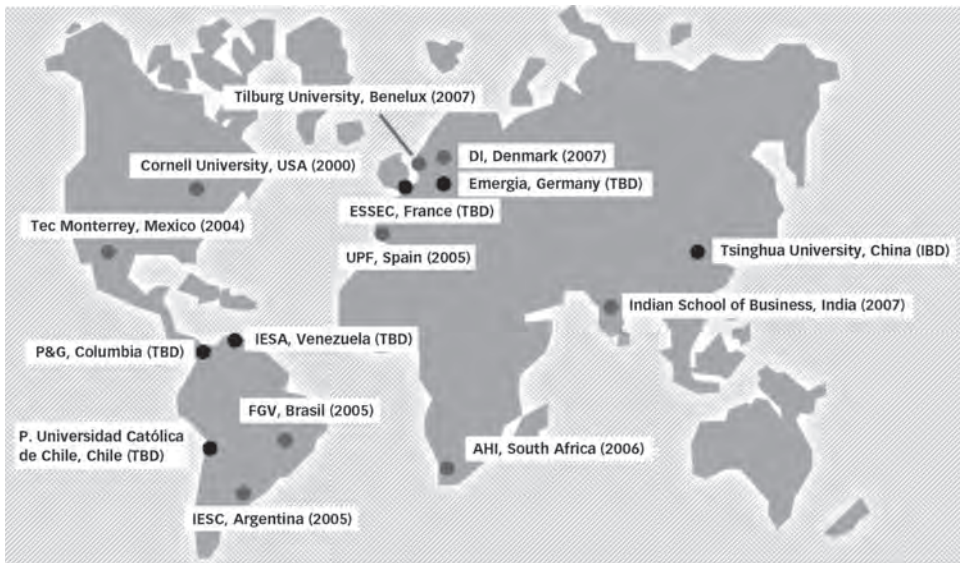 Tilburg University, Benelux (2007)
DI, Denmark (2007)
Cornell University, USA (2000)
Emergia, Germany (TBD)
ESSEC, France (TBD)
Tec Monterrey, Mexico (2004)
UPF, Spain (2005)
Tsinghua University, China (IBD)
Indian School of Business, India (2007)
IESA, Venezuela (TBD)
P&G, Columbia (TBD)
FGV, Brasil (2005)
P. Universidad Católica
de Chile, Chile (TBD)
AHI, South Africa (2006)
IESC, Argentina (2005)